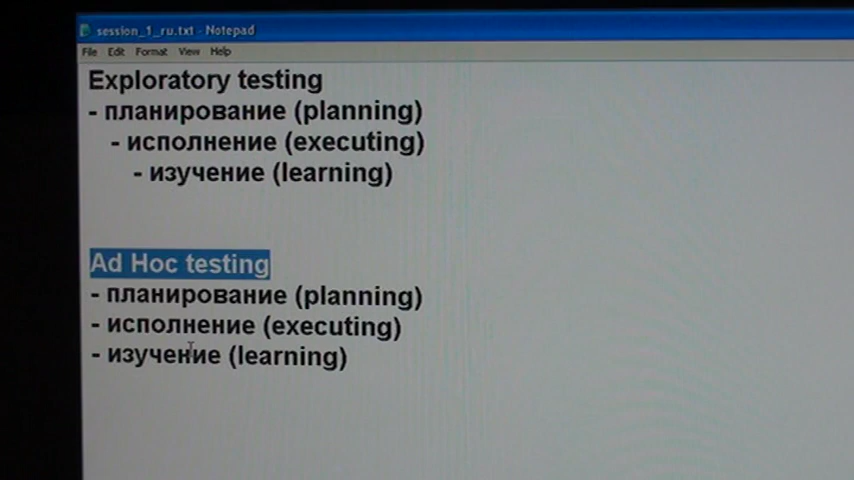 session_1_ru.txt - Notepad
File Edit Format View Help
Exploratory testing
- планирование (planning)
- исполнение (executing)
- изучение (learning)
Ad Hoc testing
- планирование (planning)
- исполнение (executing)
- изучение (learning)